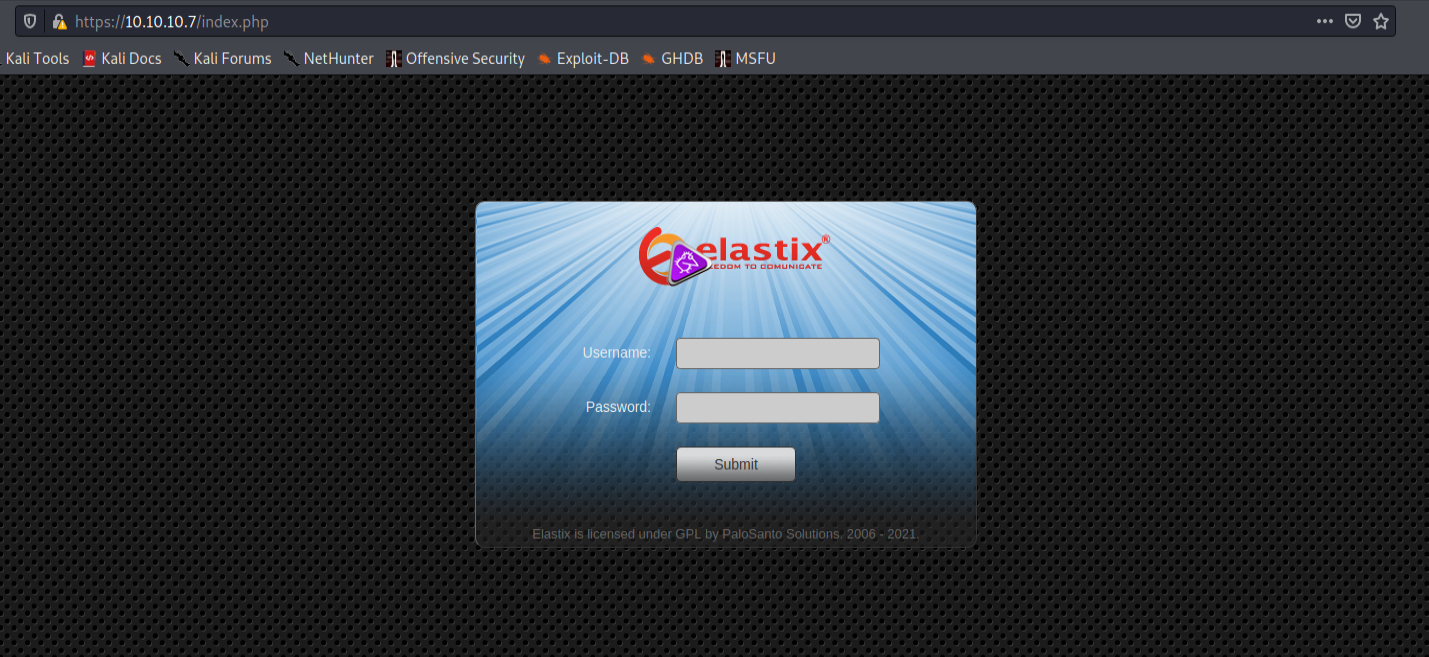 https://10.10.10.7/index.php
Kali Tools Kali Docs Kali Forums NetHunter Offensive Security Exploit-DB GHDB MSFU
elastix®
TO COMUNICATE
Username:
Password:
Submit
Elastix is licensed under GPL by PaloSanto Solutions. 2006 - 2021.